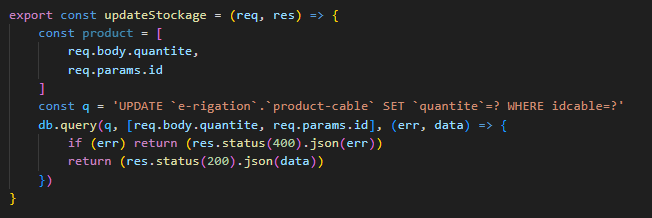 export const updateStockage = (req, res) => {
    const product = [
        req.body.quantite,
        req.params.id
    ]
    const q = 'UPDATE `e-rigation`.`product-cable` SET `quantite`=? WHERE idcable=?'
    db.query(q, [req.body.quantite, req.params.id], (err, data) => {
        if (err) return (res.status(400).json(err))
        return (res.status(200).json(data))
    })
}